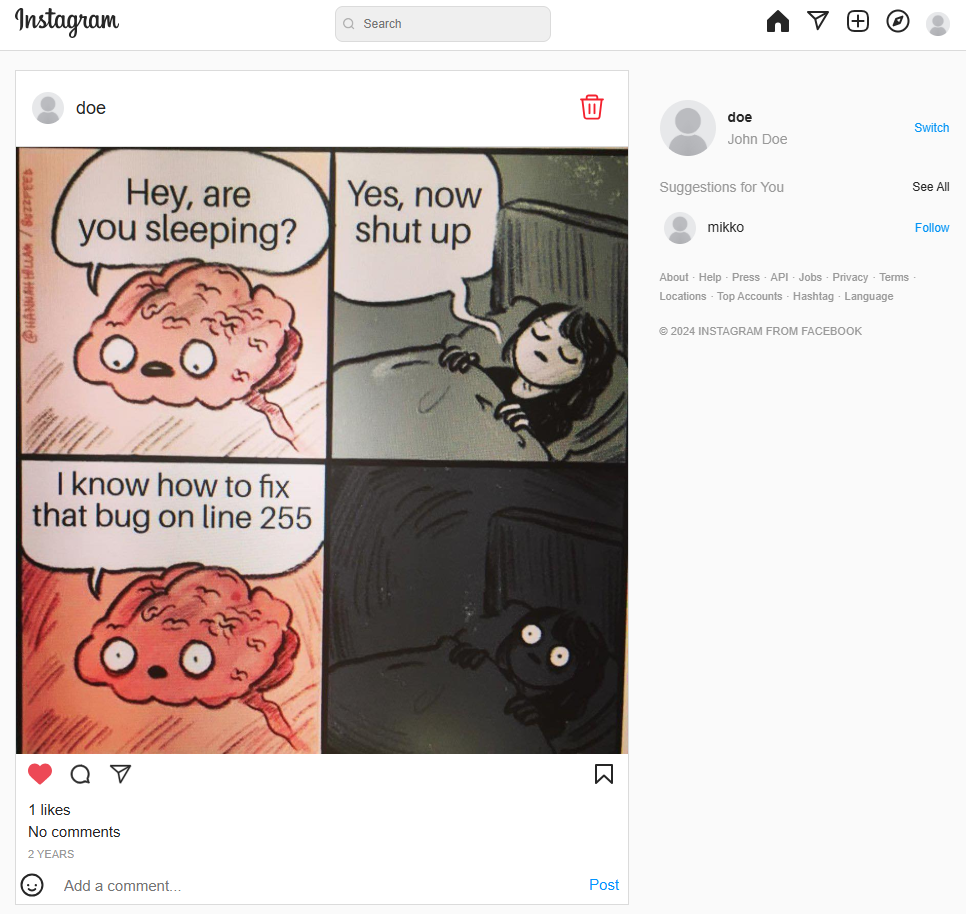 Instagram
Search
doe
Hey, are
you sleeping?
@HANNAHHILLAM / BUZZFEED
Yes, now
shut up
I know how to fix
that bug on line 255
1 likes
No comments
2 YEARS
Add a comment...
Post
doe
John Doe
Switch
Suggestions for You
See All
mikko
Follow
About · Help · Press · API · Jobs · Privacy · Terms ·
Locations · Top Accounts · Hashtag · Language
© 2024 INSTAGRAM FROM FACEBOOK